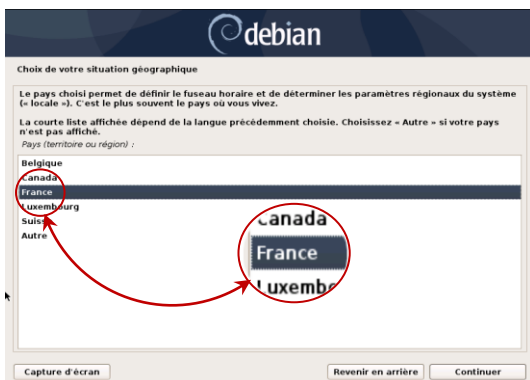 debian
Choix de votre situation géographique
Le pays choisi permet de définir le fuseau horaire et de déterminer les paramètres régionaux du système
(« locale »). C'est le plus souvent le pays où vous vivez.
La courte liste affichée dépend de la langue précédemment choisie. Choisissez « Autre » si votre pays
n'est pas affiché.
Pays (territoire ou région) :
Belgique
Canada
France
Luxembourg
Suisse
Autre
Canada
France
Luxembo
Capture d'écran
Revenir en arrière
Continuer